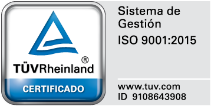 TÜVRheinland
CERTIFICADO
Sistema de
Gestión
ISO 9001:2015
www.tuv.com
ID 9108643908